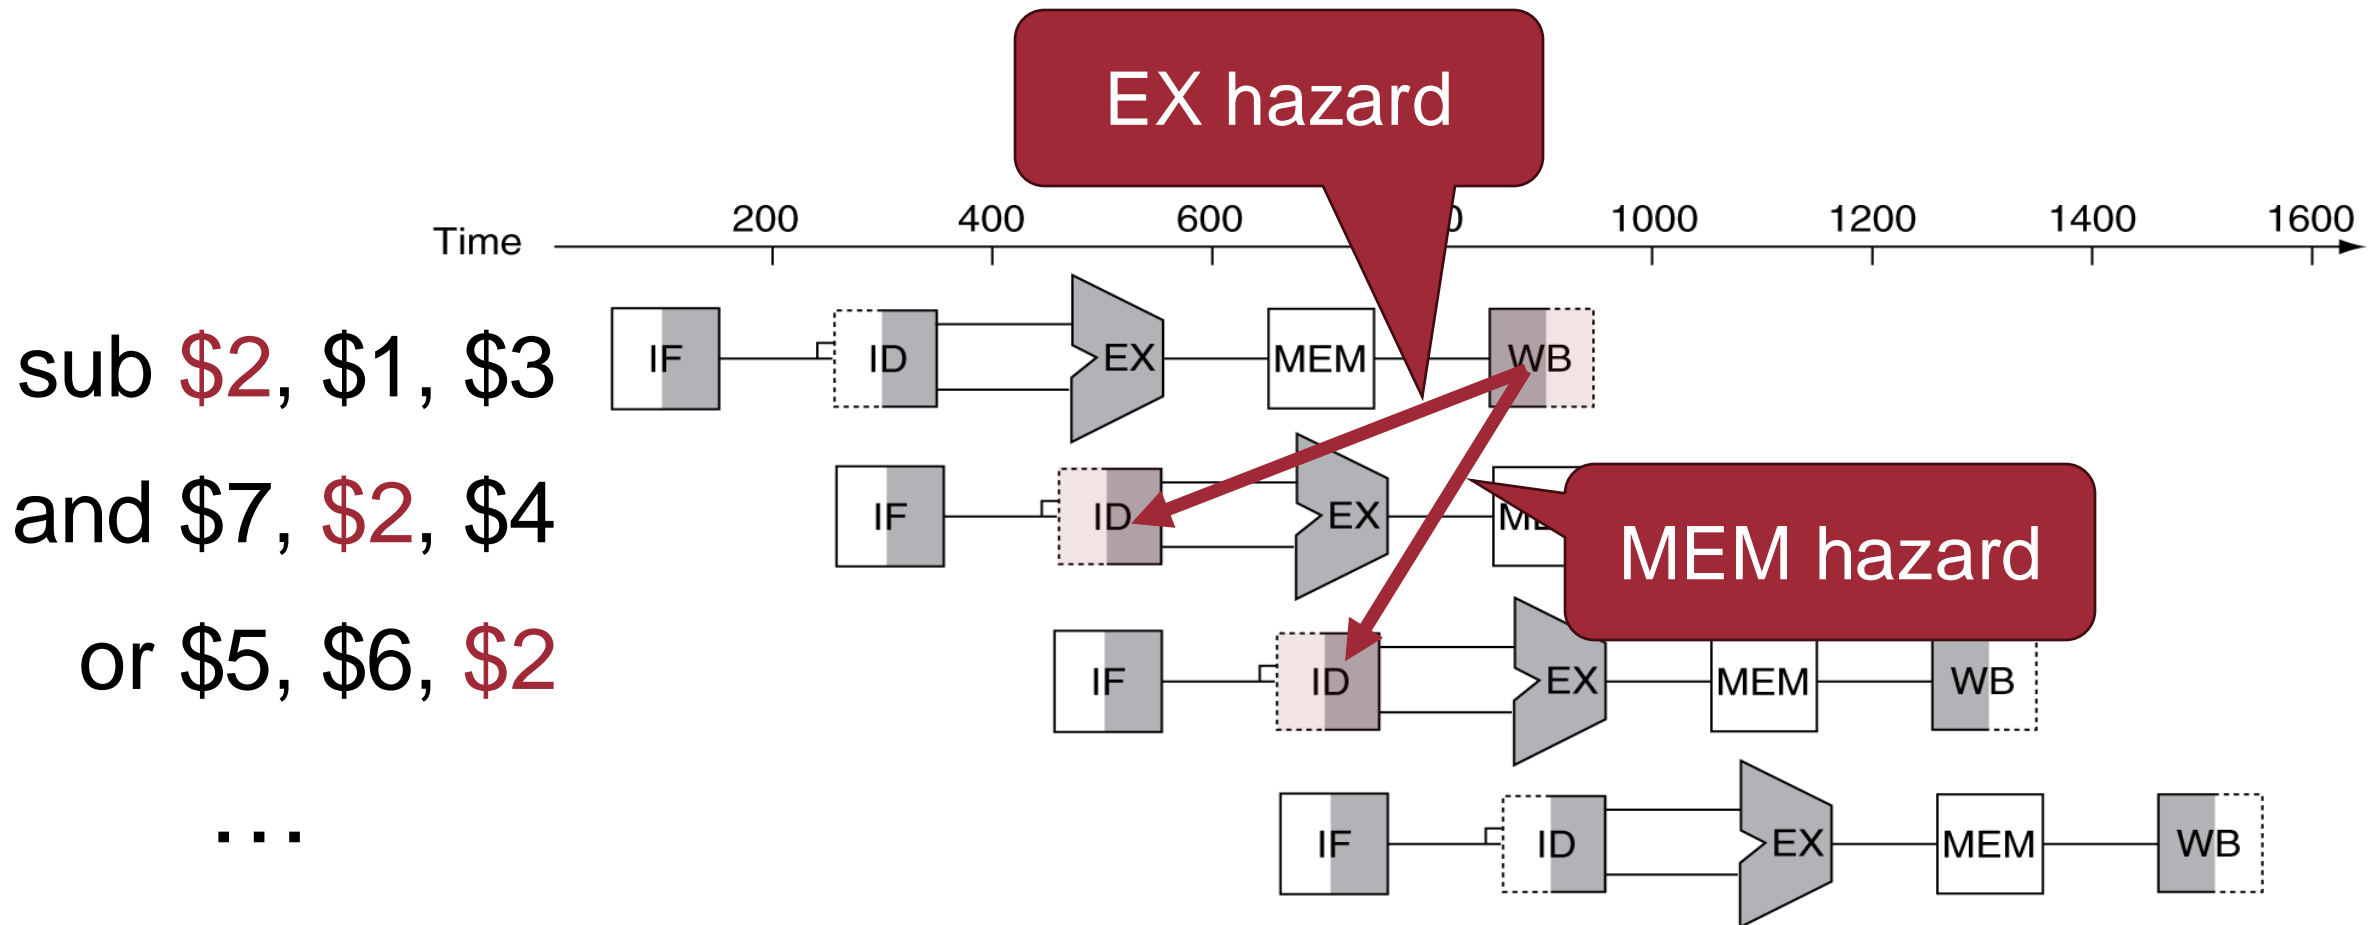 EX hazard
Time 200 400 600 1000 1200 1400 1600
sub $2, $1, $3 IF ID EX MEM WB
and $7, $2, $4 IF ID EX
MEM hazard
or $5, $6, $2 IF ID EX MEM WB
... IF ID EX MEM WB